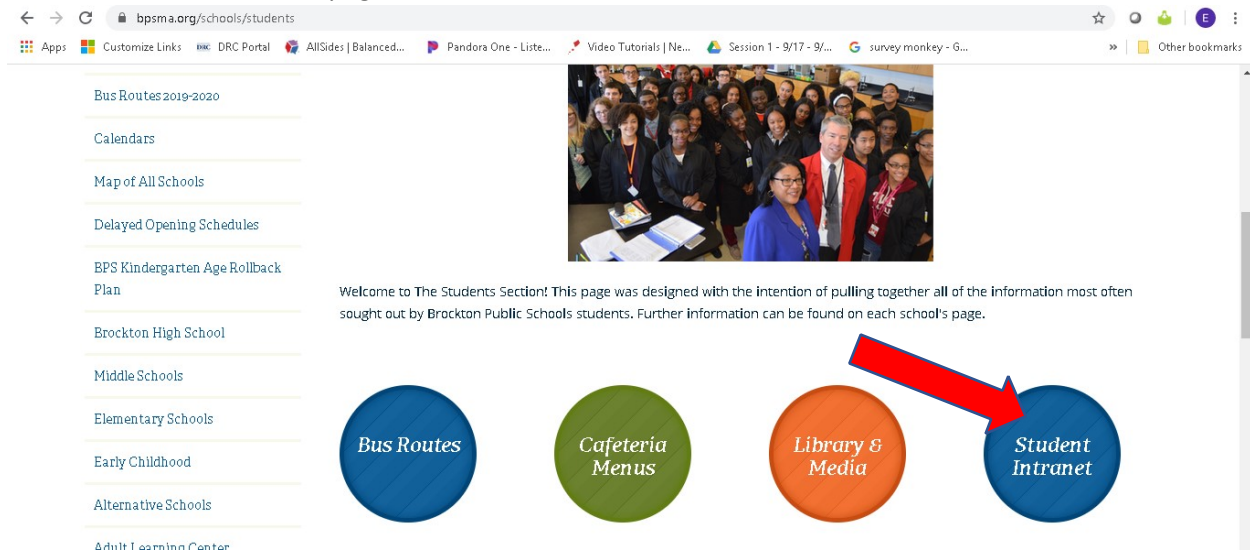 bpsma.org/schools/students
E
Apps
Customize Links
DRC DRC Portal
AllSides | Balanced...
Pandora One - Liste...
Video Tutorials | Ne...
Session 1 - 9/17 - 9/...
G survey monkey - G...
»
Other bookmarks
Bus Routes 2019-2020
Calendars
Map of All Schools
Delayed Opening Schedules
BPS Kindergarten Age Rollback
Plan
Brockton High School
Middle Schools
Elementary Schools
Early Childhood
Alternative Schools
Adult Learning Center
Welcome to The Students Section! This page was designed with the intention of pulling together all of the information most often
sought out by Brockton Public Schools students. Further information can be found on each school's page.
Bus Routes
Cafeteria
Menus
Library &
Media
Student
Intranet